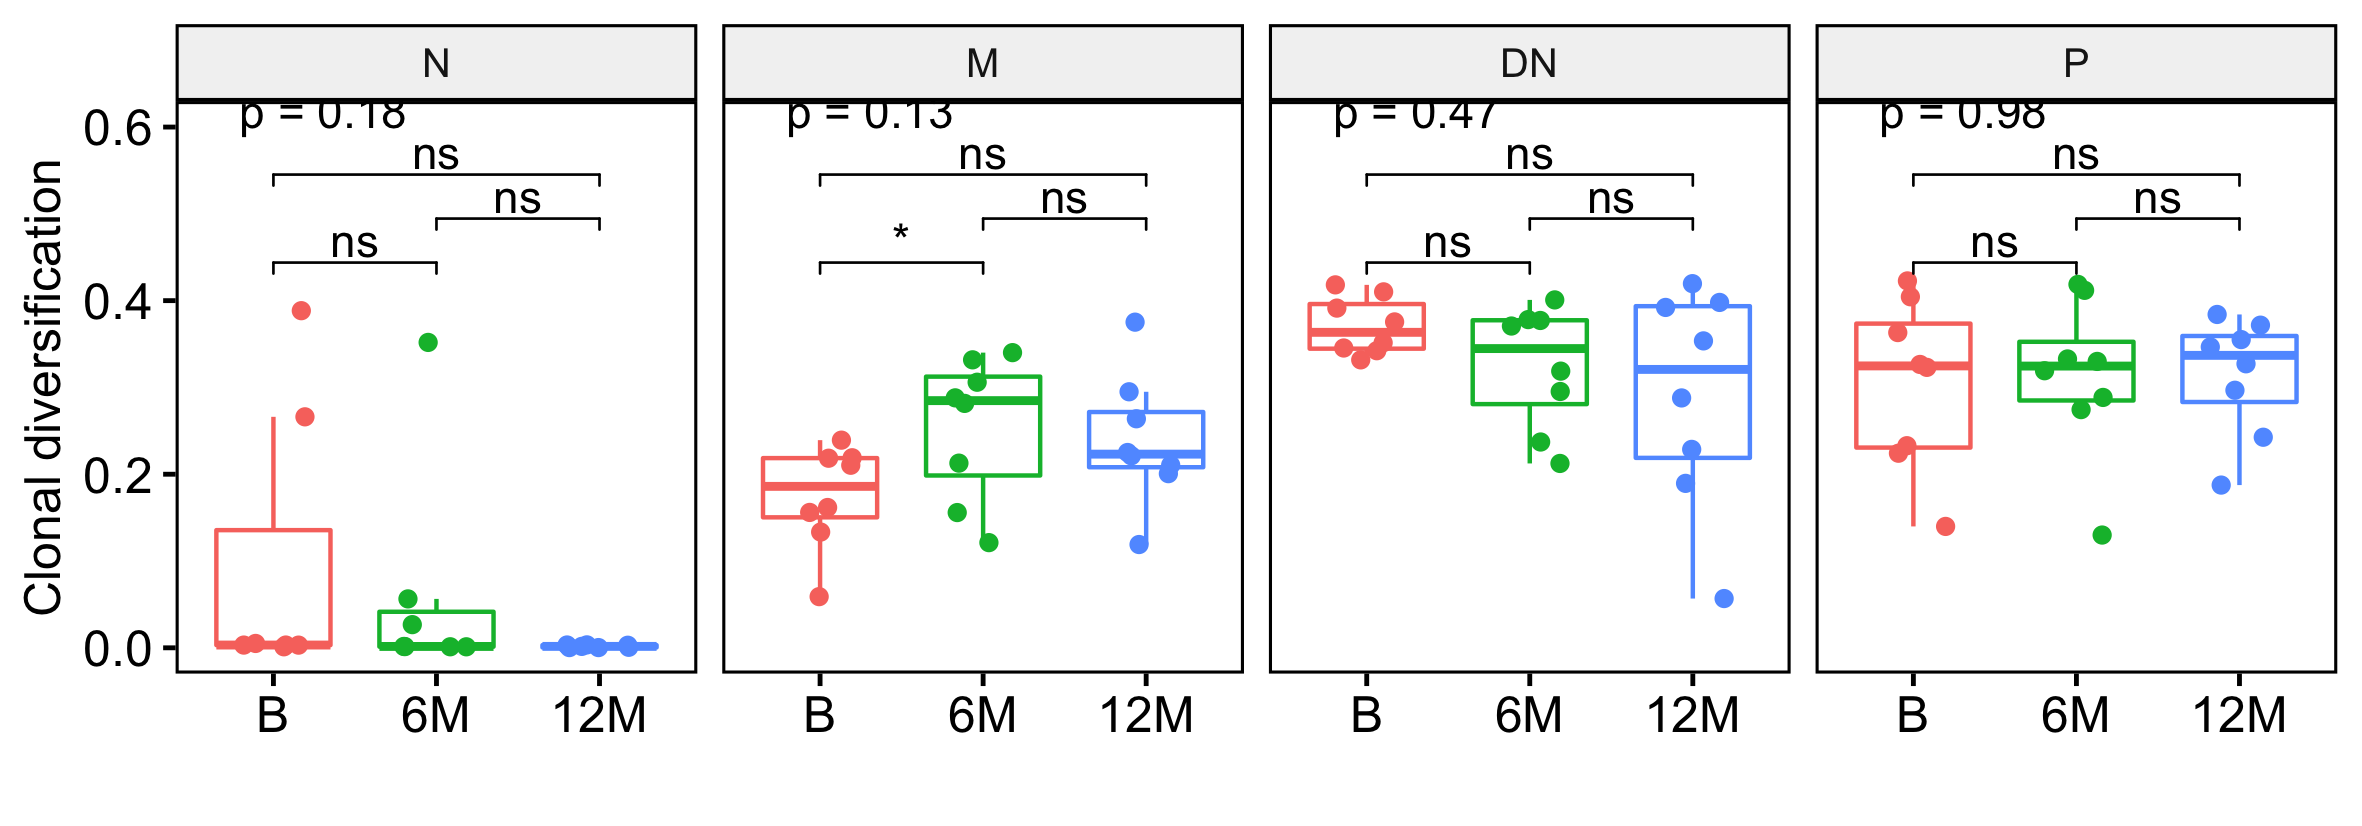 N M DN P
p = 0.18 p = 0.13 p = 0.47 p = 0.98
ns ns ns ns
ns ns ns ns
ns * ns ns
Clonal diversification
0.6
0.4
0.2
0.0
B 6M 12M B 6M 12M B 6M 12M B 6M 12M